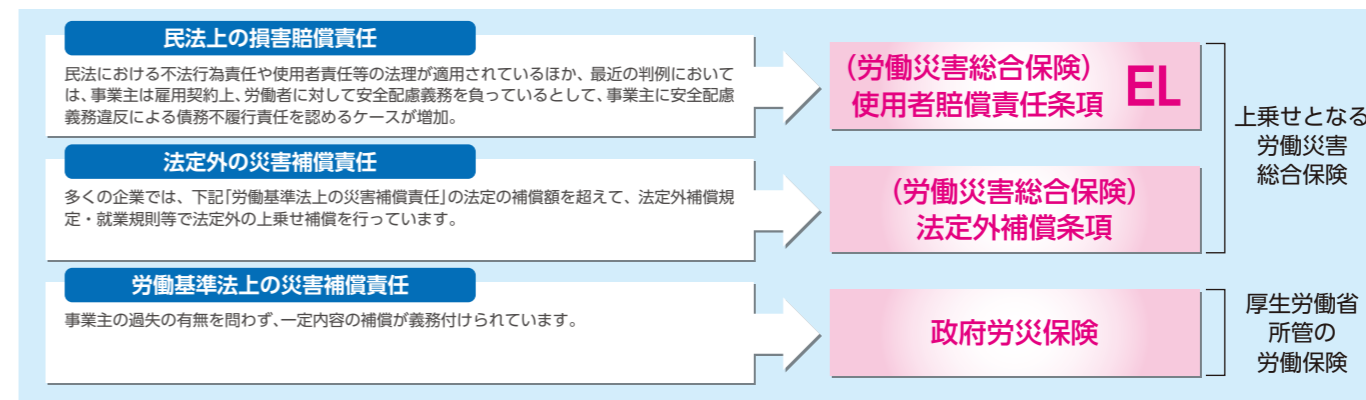 民法上の損害賠償責任
民法における不法行為責任や使用者責任等の法理が適用されているほか、最近の判例において
は、事業主は雇用契約上、労働者に対して安全配慮義務を負っているとして、事業主に安全配慮
義務違反による債務不履行責任を認めるケースが増加。
(労働災害総合保険)
使用者賠償責任条項 EL
法定外の災害補償責任
多くの企業では、下記「労働基準法上の災害補償責任」の法定の補償額を超えて、法定外補償規
定・就業規則等で法定外の上乗せ補償を行っています。
(労働災害総合保険)
法定外補償条項
上乗せとなる
労働災害
総合保険
労働基準法上の災害補償責任
事業主の過失の有無を問わず、一定内容の補償が義務付けられています。
政府労災保険
厚生労働省
所管の
労働保険